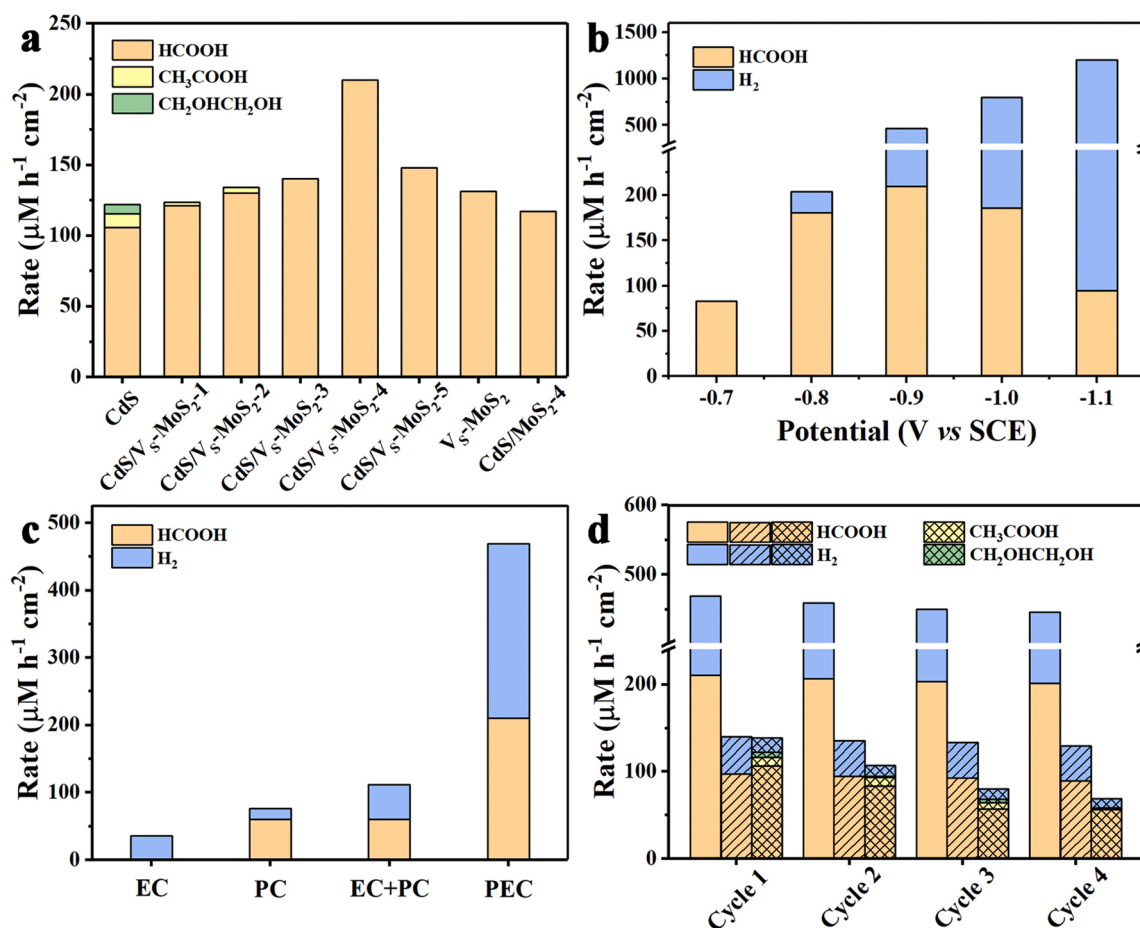 a
HCOOH
CH₃COOH
CH₂OHCH₂OH
Rate (μM h⁻¹ cm⁻²)
250
200
150
100
50
0
CdS
CdS/Vₛ-MoS₂-1
CdS/Vₛ-MoS₂-2
CdS/Vₛ-MoS₂-3
CdS/Vₛ-MoS₂-4
CdS/Vₛ-MoS₂-5
Vₛ-MoS₂
CdS/MoS₂-4
b
HCOOH
H₂
Rate (μM h⁻¹ cm⁻²)
1500
1000
500
200
150
100
50
0
-0.7 -0.8 -0.9 -1.0 -1.1
Potential (V vs SCE)
c
HCOOH
H₂
Rate (μM h⁻¹ cm⁻²)
500
400
300
200
100
0
EC PC EC+PC PEC
d
HCOOH CH₃COOH
H₂ CH₂OHCH₂OH
Rate (μM h⁻¹ cm⁻²)
600
500
200
100
0
Cycle 1
Cycle 2
Cycle 3
Cycle 4